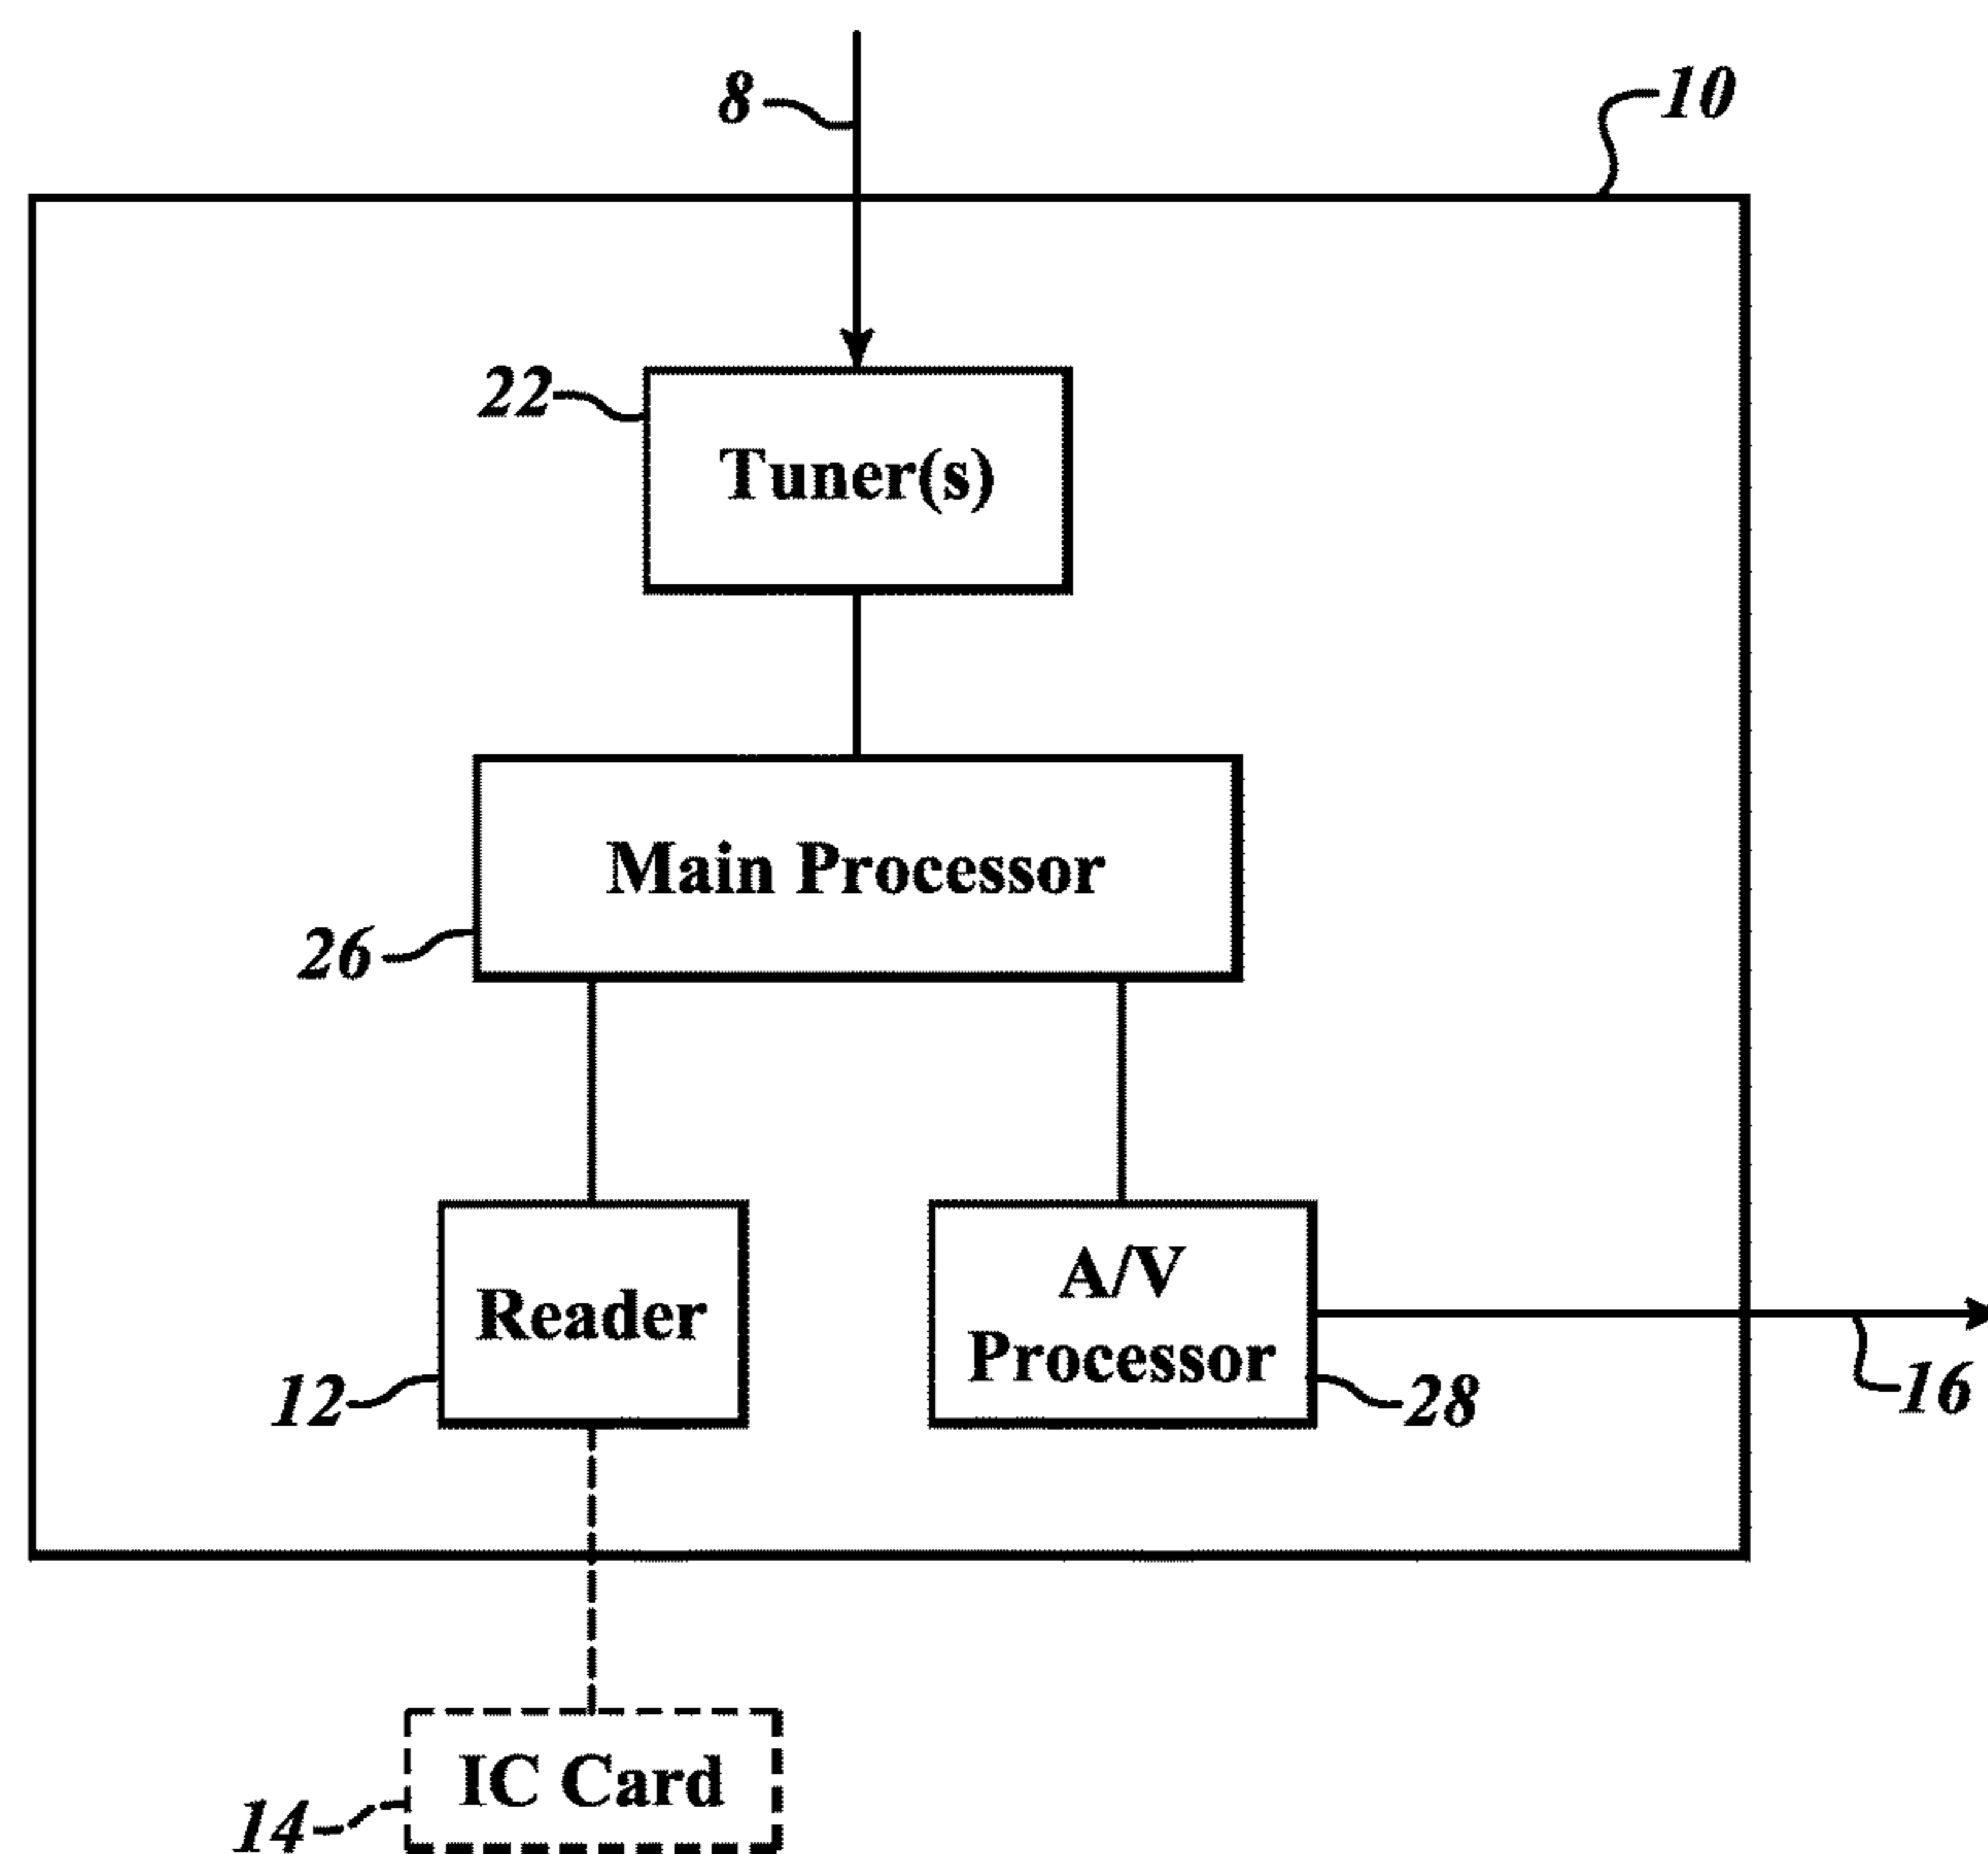 8
10
22
Tuner(s)
Main Processor
26
Reader
A/V
Processor
12
28
16
IC Card
14